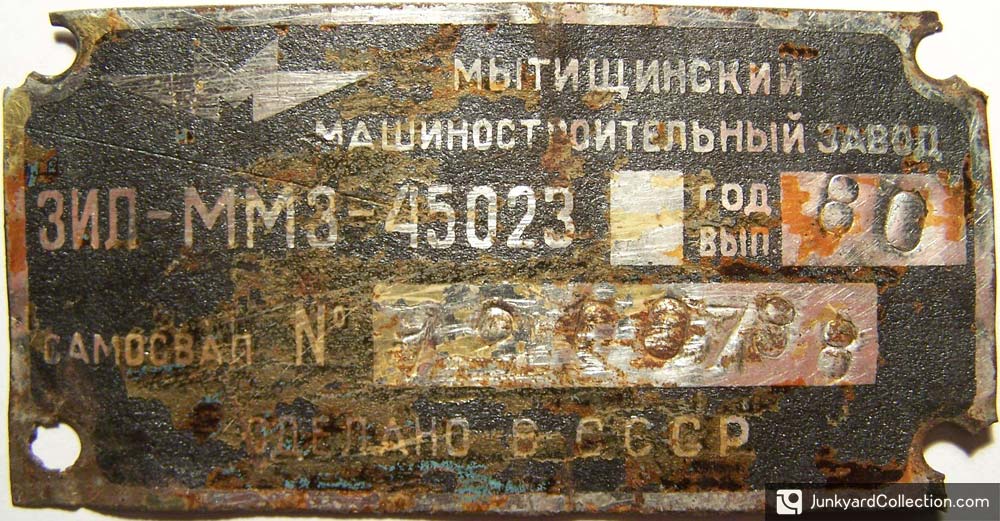 МЫТИЩИНСКИЙ
МАШИНОСТРОИТЕЛЬНЫЙ ЗАВОД
ЗИЛ-ММЗ-45023 ГОД ВЫП 80
САМОСВАЛ №
СДЕЛАНО В СССР
JunkyardCollection.com